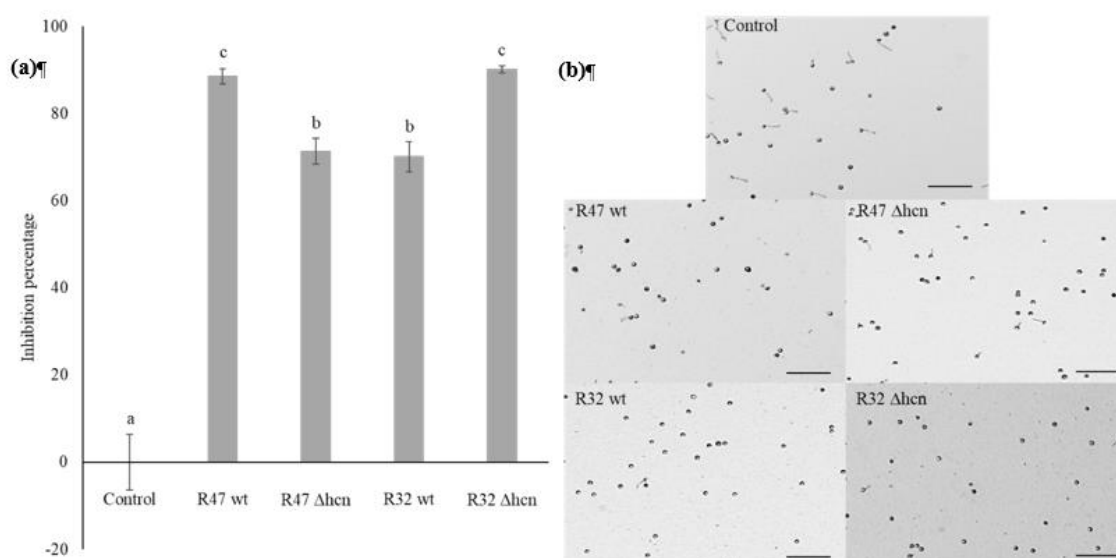 (a)¶
100
80
60
40
20
0
-20
Inhibition percentage
a
c
b
b
c
Control
R47 wt
R47 Δhcn
R32 wt
R32 Δhcn
(b)¶
Control
R47 wt
R47 Δhcn
R32 wt
R32 Δhcn